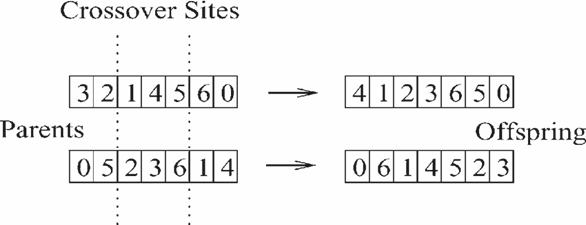 Crossover Sites
3 2 1 4 5 6 0 4 1 2 3 6 5 0
Parents Offspring
0 5 2 3 6 1 4 0 6 1 4 5 2 3